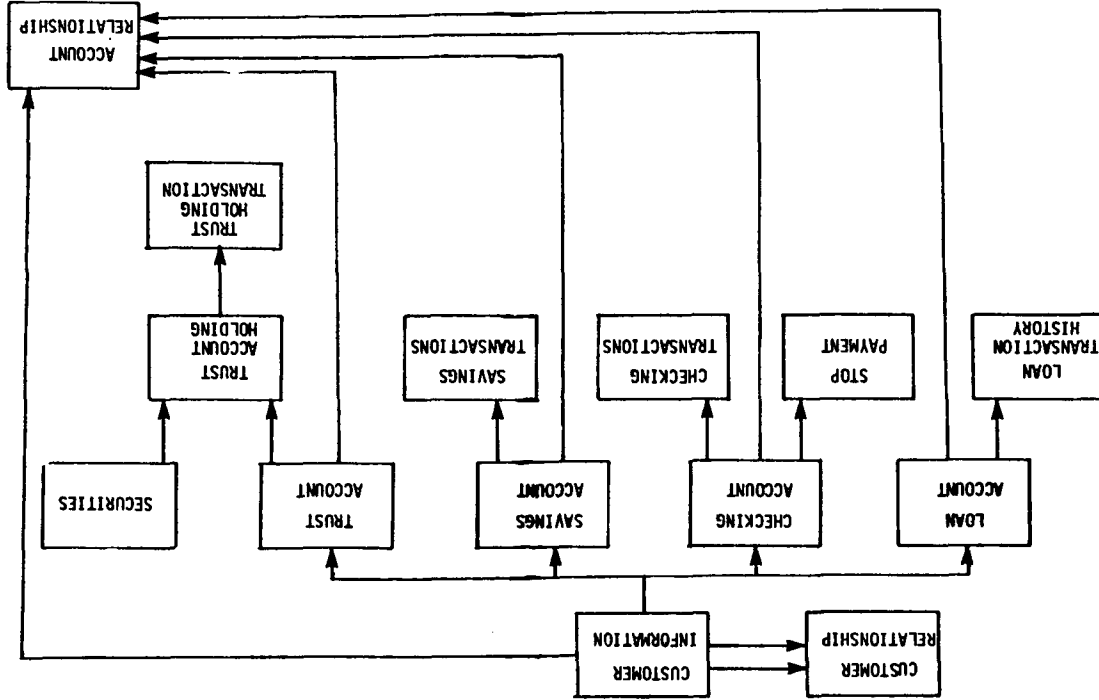 CUSTOMER
RELATIONSHIP
CUSTOMER
INFORMATION
LOAN
ACCOUNT
CHECKING
ACCOUNT
SAVINGS
ACCOUNT
TRUST
ACCOUNT
SECURITIES
LOAN
TRANSACTION
HISTORY
STOP
PAYMENT
CHECKING
TRANSACTIONS
SAVINGS
TRANSACTIONS
TRUST
ACCOUNT
HOLDING
TRUST
HOLDING
TRANSACTION
ACCOUNT
RELATIONSHIP